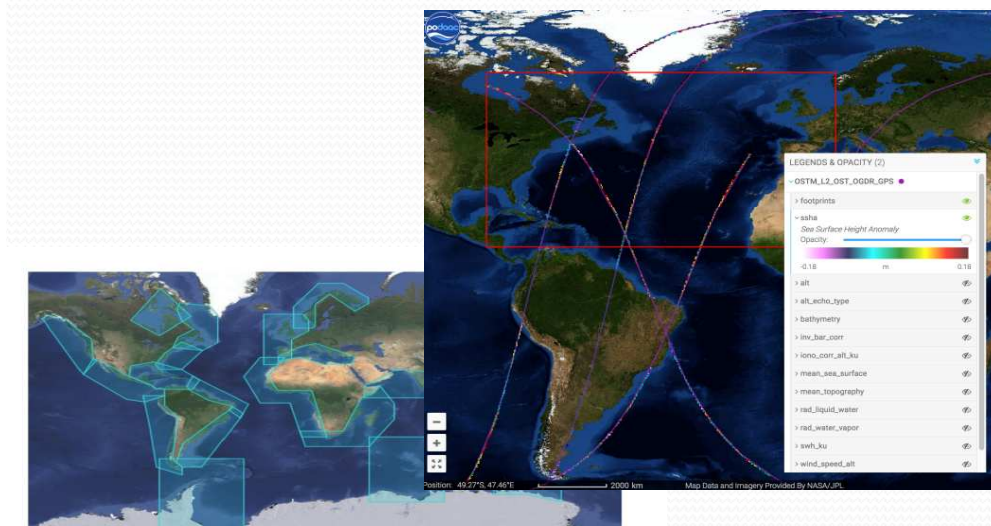 podaac
LEGENDS & OPACITY (2)
OSTM_L2_OST_OGDR_GPS
footprints
ssha
Sea Surface Height Anomaly
Opacity:
-0.18 m 0.18
alt
alt_echo_type
bathymetry
inv_bar_corr
iono_corr_alt_ku
mean_sea_surface
mean_topography
rad_liquid_water
rad_water_vapor
swh_ku
wind_speed_alt
Position: 49.27°S, 47.46°E 2000 km Map Data and Imagery Provided By NASA/JPL